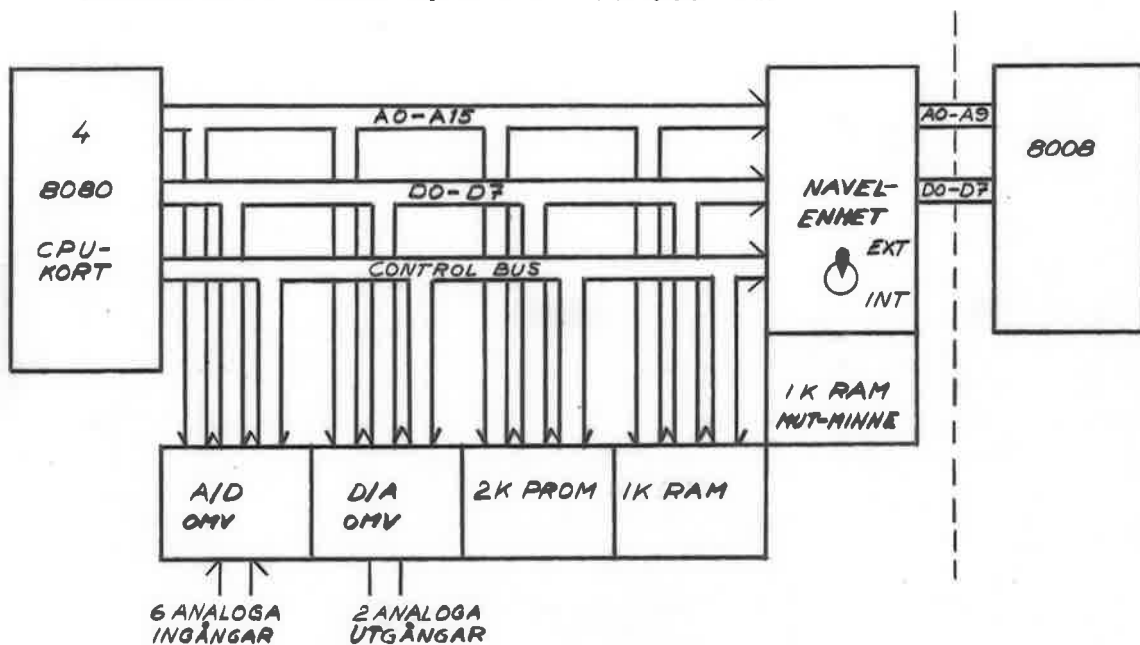 4
8080
CPU-
KORT
A0-A15
D0-D7
CONTROL BUS
NAVEL-
ENHET
EXT
INT
1K RAM
MUT-MINNE
A0-A9
D0-D7
8008
A/D
OMV
D/A
OMV
2K PROM
1K RAM
6 ANALOGA
INGÅNGAR
2 ANALOGA
UTGÅNGAR